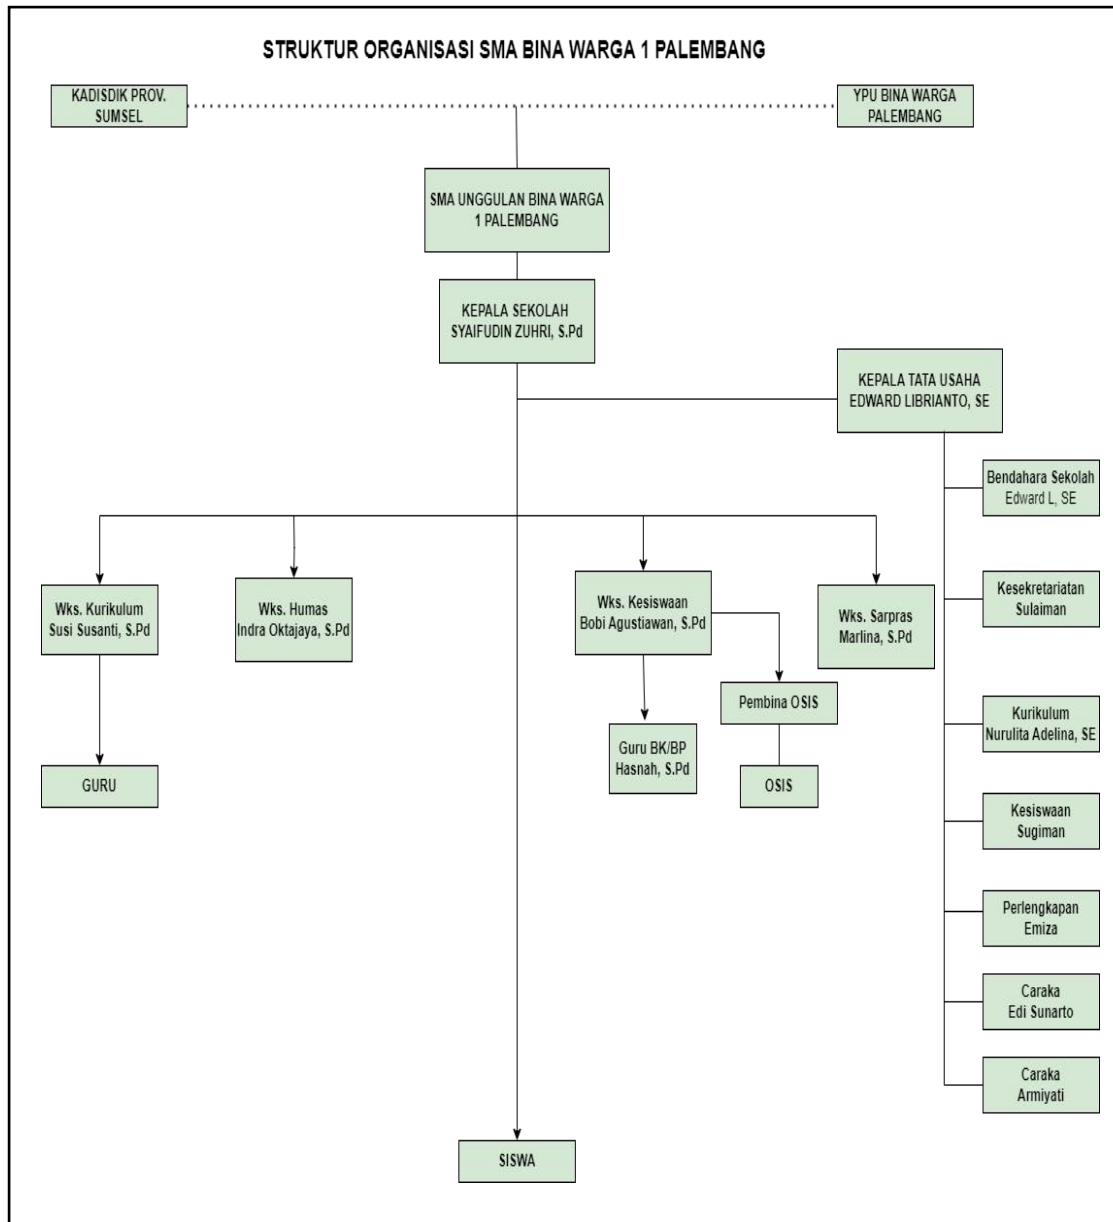 STRUKTUR ORGANISASI SMA BINA WARGA 1 PALEMBANG
KADISDIK PROV.
SUMSEL
YPU BINA WARGA
PALEMBANG
SMA UNGGULAN BINA WARGA
1 PALEMBANG
KEPALA SEKOLAH
SYAIFUDIN ZUHRI, S.Pd
KEPALA TATA USAHA
EDWARD LIBRIANTO, SE
Bendahara Sekolah
Edward L, SE
Kesekretariatan
Sulaiman
Kurikulum
Nurulita Adelina, SE
Kesiswaan
Sugiman
Perlengkapan
Emiza
Caraka
Edi Sunarto
Caraka
Armiyati
Wks. Kurikulum
Susi Susanti, S.Pd
Wks. Humas
Indra Oktajaya, S.Pd
Wks. Kesiswaan
Bobi Agustiawan, S.Pd
Wks. Sarpras
Marlina, S.Pd
Pembina OSIS
Guru BK/BP
Hasnah, S.Pd
GURU
OSIS
SISWA